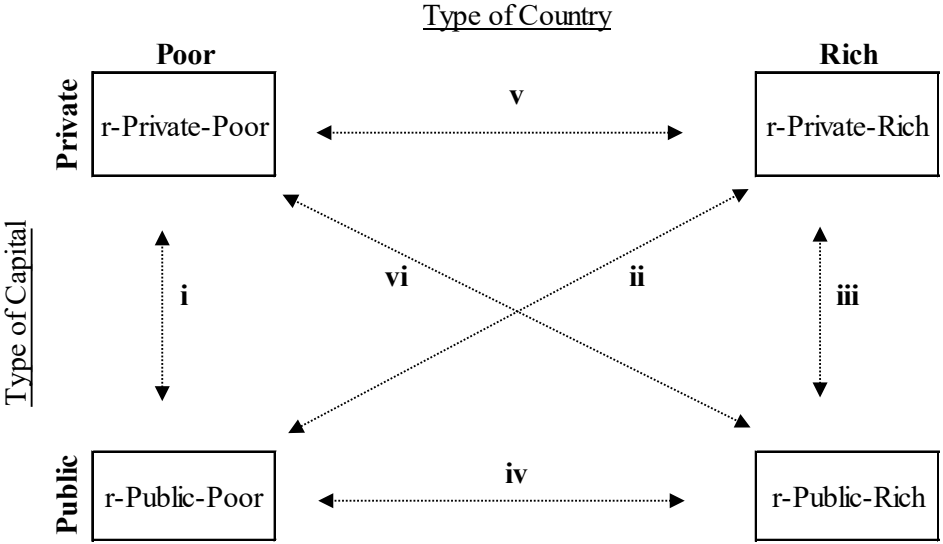 Type of Country
Poor
Rich
Private
r-Private-Poor
v
r-Private-Rich
Type of Capital
i
vi
ii
iii
Public
r-Public-Poor
iv
r-Public-Rich